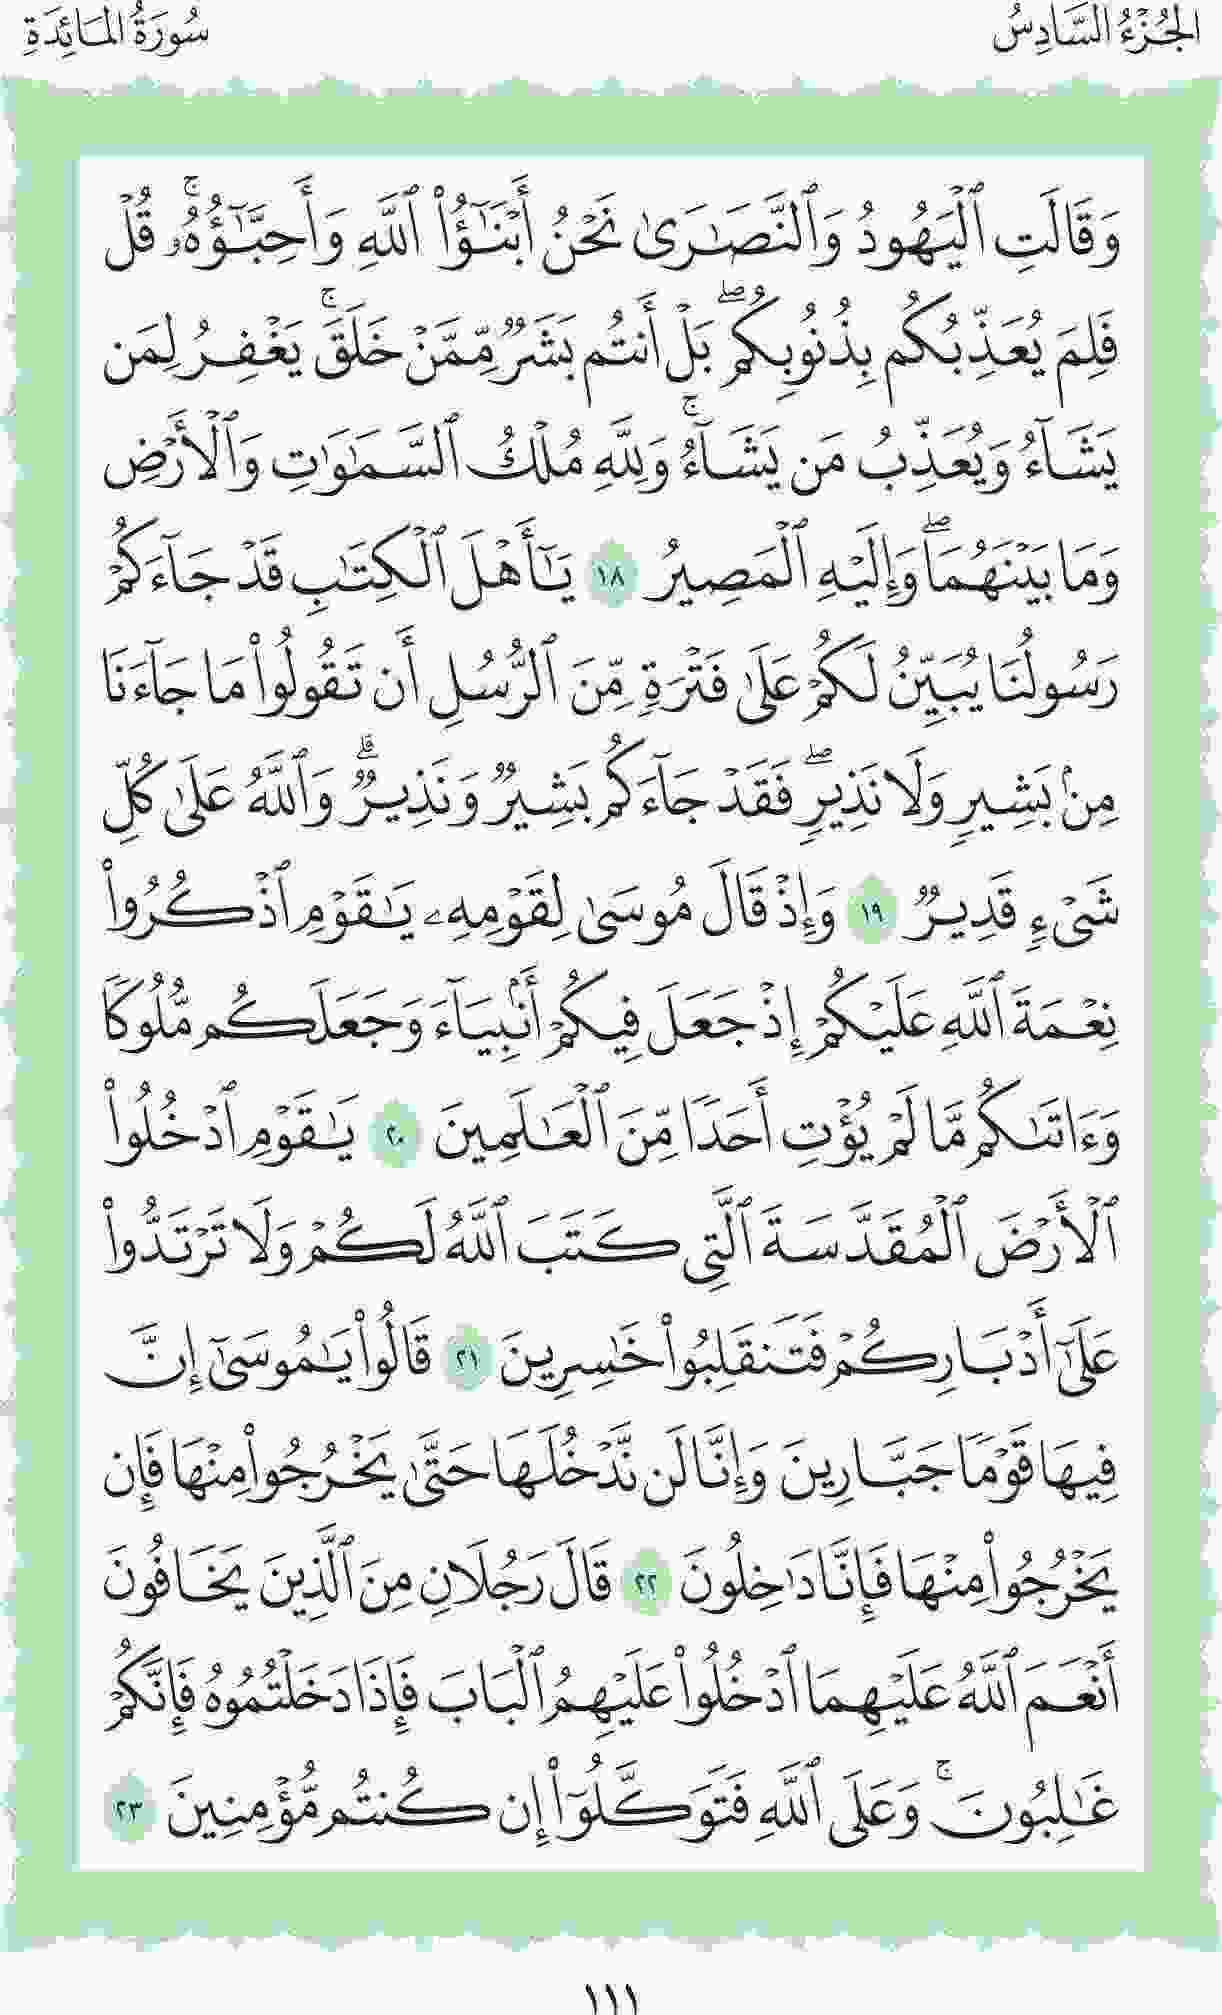 الجُزْءُ السَّادِسُ
سُورَةُ المَائِدَةِ
وَقَالَتِ ٱلْيَهُودُ وَٱلنَّصَـٰرَىٰ نَحْنُ أَبْنَـٰٓؤُا۟ ٱللَّهِ وَأَحِبَّـٰٓؤُهُۥ ۚ قُلْ
فَلِمَ يُعَذِّبُكُم بِذُنُوبِكُم ۖ بَلْ أَنتُم بَشَرٌ مِّمَّنْ خَلَقَ ۚ يَغْفِرُ لِمَن
يَشَآءُ وَيُعَذِّبُ مَن يَشَآءُ ۚ وَلِلَّهِ مُلْكُ ٱلسَّمَـٰوَٰتِ وَٱلْأَرْضِ
وَمَا بَيْنَهُمَا ۖ وَإِلَيْهِ ٱلْمَصِيرُ ١٨ يَـٰٓأَهْلَ ٱلْكِتَـٰبِ قَدْ جَآءَكُمْ
رَسُولُنَا يُبَيِّنُ لَكُمْ عَلَىٰ فَتْرَةٍ مِّنَ ٱلرُّسُلِ أَن تَقُولُوا۟ مَا جَآءَنَا
مِنۢ بَشِيرٍ وَلَا نَذِيرٍ ۖ فَقَدْ جَآءَكُم بَشِيرٌ وَنَذِيرٌ ۗ وَٱللَّهُ عَلَىٰ كُلِّ
شَىْءٍ قَدِيرٌ ١٩ وَإِذْ قَالَ مُوسَىٰ لِقَوْمِهِۦ يَـٰقَوْمِ ٱذْكُرُوا۟
نِعْمَةَ ٱللَّهِ عَلَيْكُمْ إِذْ جَعَلَ فِيكُمْ أَنۢبِيَآءَ وَجَعَلَكُم مُّلُوكًا
وَءَاتَىٰكُم مَّا لَمْ يُؤْتِ أَحَدًا مِّنَ ٱلْعَـٰلَمِينَ ٢٠ يَـٰقَوْمِ ٱدْخُلُوا۟
ٱلْأَرْضَ ٱلْمُقَدَّسَةَ ٱلَّتِى كَتَبَ ٱللَّهُ لَكُمْ وَلَا تَرْتَدُّوا۟
عَلَىٰٓ أَدْبَارِكُمْ فَتَنقَلِبُوا۟ خَـٰسِرِينَ ٢١ قَالُوا۟ يَـٰمُوسَىٰٓ إِنَّ
فِيهَا قَوْمًا جَبَّارِينَ وَإِنَّا لَن نَّدْخُلَهَا حَتَّىٰ يَخْرُجُوا۟ مِنْهَا فَإِن
يَخْرُجُوا۟ مِنْهَا فَإِنَّا دَٰخِلُونَ ٢٢ قَالَ رَجُلَانِ مِنَ ٱلَّذِينَ يَخَافُونَ
أَنْعَمَ ٱللَّهُ عَلَيْهِمَا ٱدْخُلُوا۟ عَلَيْهِمُ ٱلْبَابَ فَإِذَا دَخَلْتُمُوهُ فَإِنَّكُمْ
غَـٰلِبُونَ ۚ وَعَلَى ٱللَّهِ فَتَوَكَّلُوٓا۟ إِن كُنتُم مُّؤْمِنِينَ ٢٣
١١١